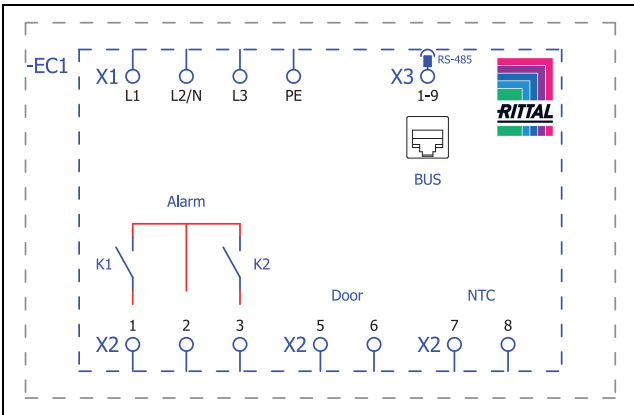 -EC1
X1
L1
L2/N
L3
PE
X3
RS-485
1-9
RITTAL
BUS
Alarm
K1
K2
Door
NTC
X2
1
2
3
X2
5
6
X2
7
8